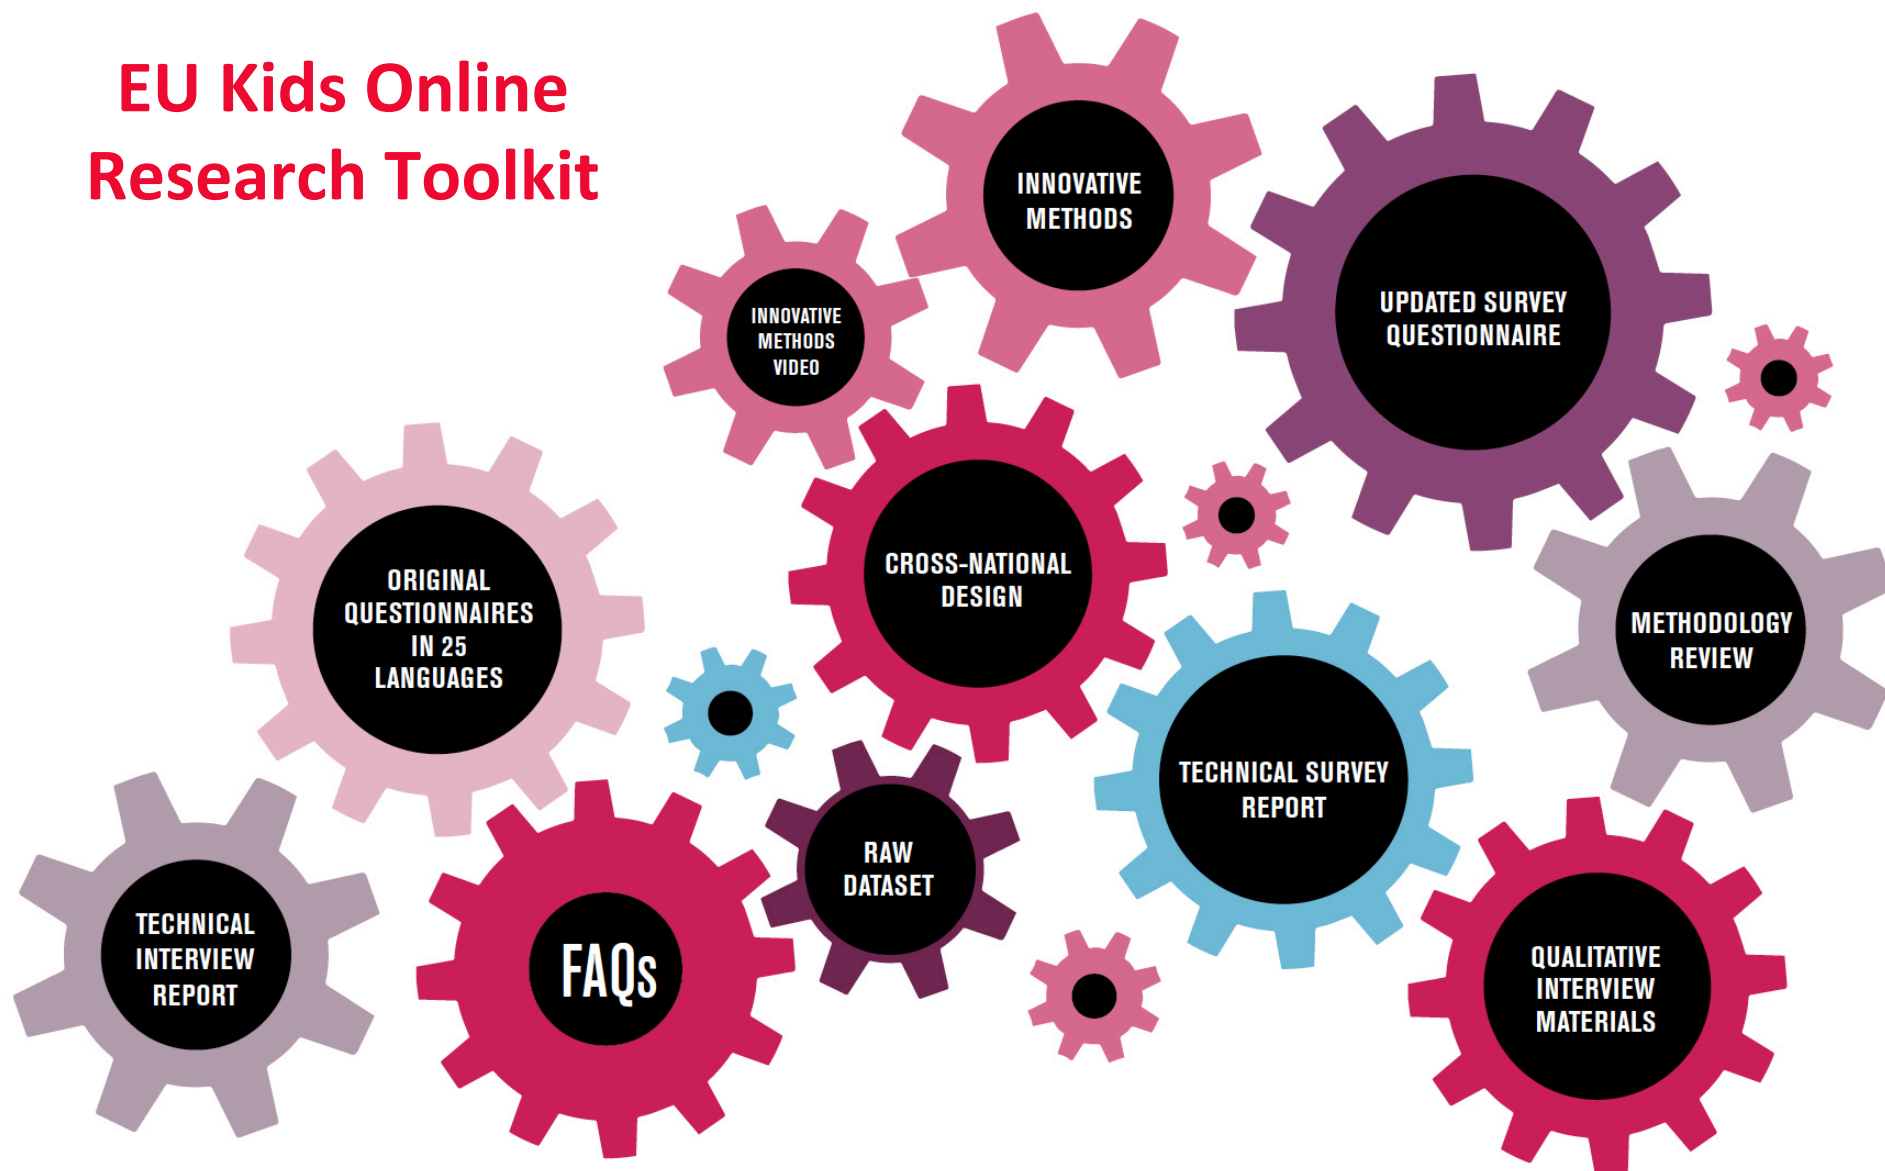 EU Kids Online
Research Toolkit
INNOVATIVE
METHODS
UPDATED SURVEY
QUESTIONNAIRE
INNOVATIVE
METHODS
VIDEO
CROSS-NATIONAL
DESIGN
ORIGINAL
QUESTIONNAIRES
IN 25
LANGUAGES
METHODOLOGY
REVIEW
TECHNICAL SURVEY
REPORT
RAW
DATASET
TECHNICAL
INTERVIEW
REPORT
FAQs
QUALITATIVE
INTERVIEW
MATERIALS